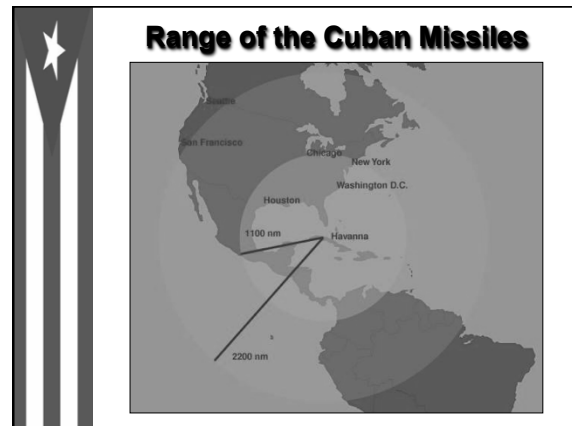 Range of the Cuban Missiles
Seattle
San Francisco
Chicago
New York
Washington D.C.
Houston
1100 nm
Havanna
2200 nm